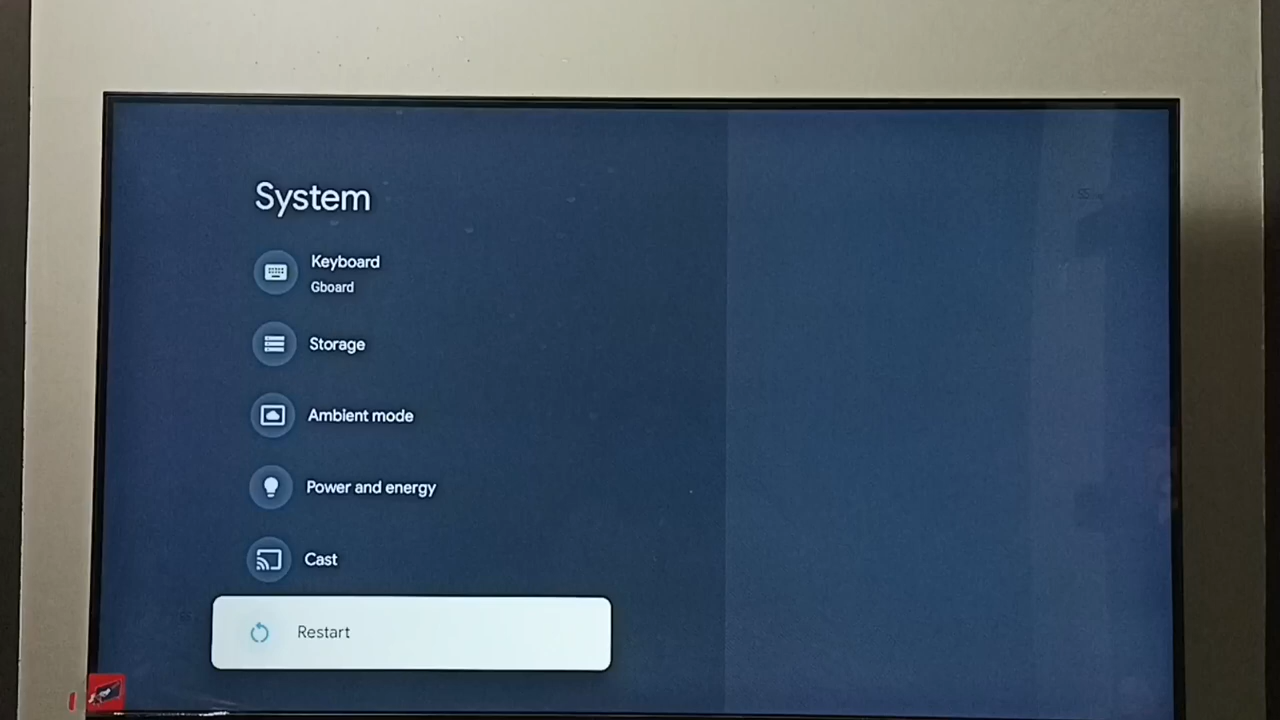 System
Keyboard
Gboard
Storage
Ambient mode
Power and energy
Cast
Restart